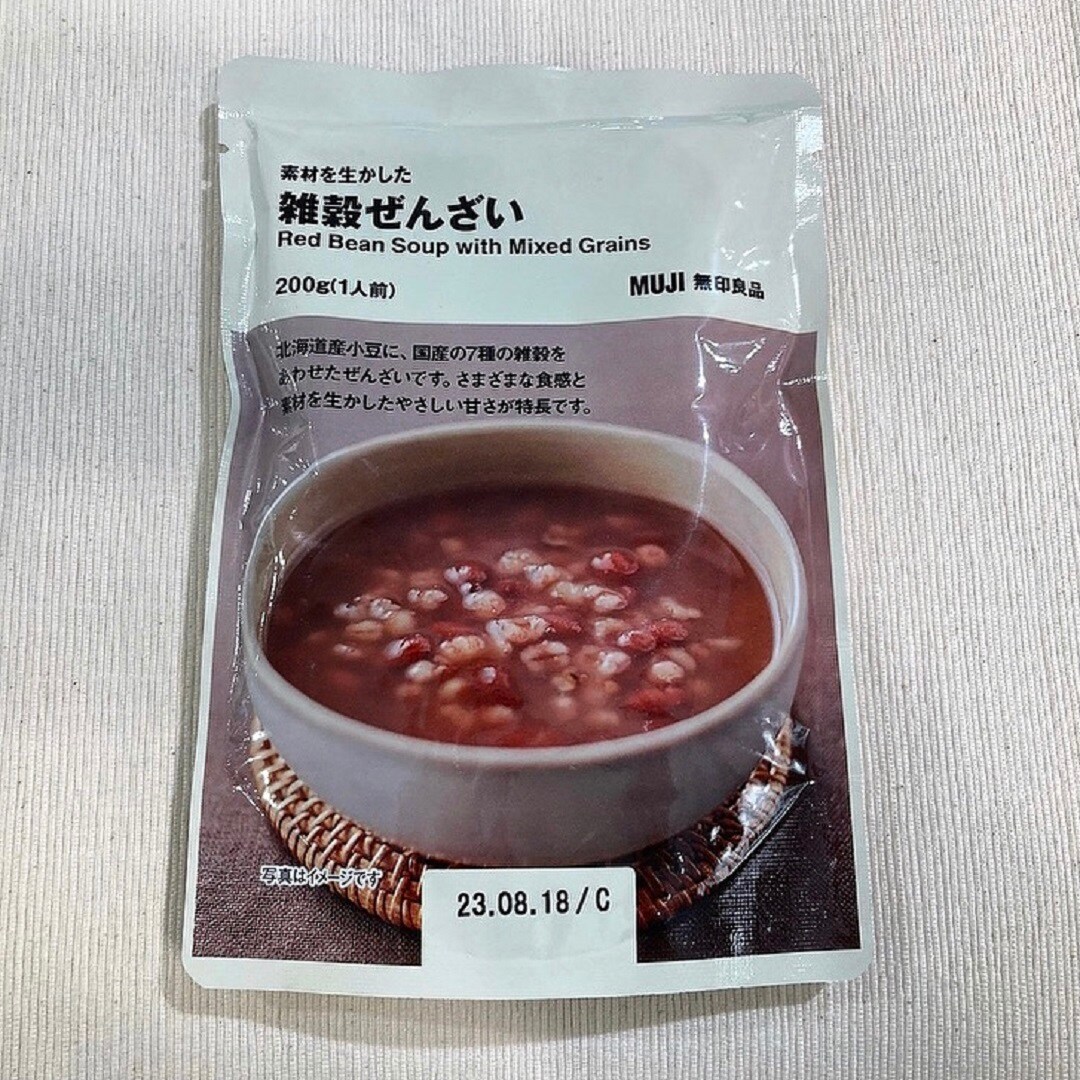 素材を生かした
雑穀ぜんざい
Red Bean Soup with Mixed Grains
200g(1人前)
MUJI 無印良品
北海道産小豆に、国産の7種の雑穀を
あわせたぜんざいです。さまざまな食感と
素材を生かしたやさしい甘さが特長です。
写真はイメージです
23.08.18/C